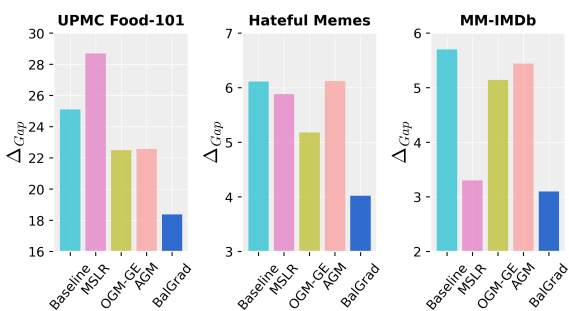 UPMC Food-101
30
28
26
24
22
20
18
16
Δ_Gap
Baseline
MSLR
OGM-GE
AGM
BalGrad
Hateful Memes
7
6
5
4
3
Δ_Gap
Baseline
MSLR
OGM-GE
AGM
BalGrad
MM-IMDb
6
5
4
3
2
Δ_Gap
Baseline
MSLR
OGM-GE
AGM
BalGrad